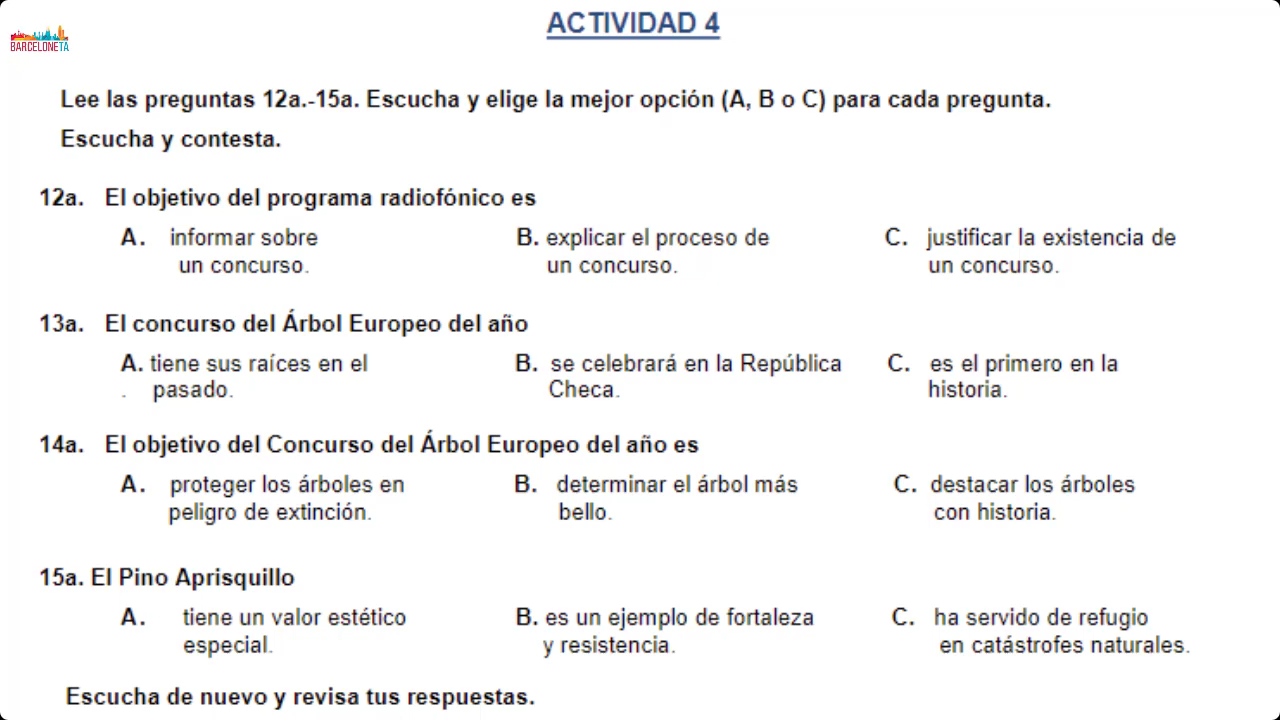 BARCELONETA
ACTIVIDAD 4
Lee las preguntas 12a.-15a. Escucha y elige la mejor opción (A, B o C) para cada pregunta.
Escucha y contesta.
12a. El objetivo del programa radiofónico es
A. informar sobre un concurso.
B. explicar el proceso de un concurso.
C. justificar la existencia de un concurso.
13a. El concurso del Árbol Europeo del año
A. tiene sus raíces en el . pasado.
B. se celebrará en la República Checa.
C. es el primero en la historia.
14a. El objetivo del Concurso del Árbol Europeo del año es
A. proteger los árboles en peligro de extinción.
B. determinar el árbol más bello.
C. destacar los árboles con historia.
15a. El Pino Aprisquillo
A. tiene un valor estético especial.
B. es un ejemplo de fortaleza y resistencia.
C. ha servido de refugio en catástrofes naturales.
Escucha de nuevo y revisa tus respuestas.